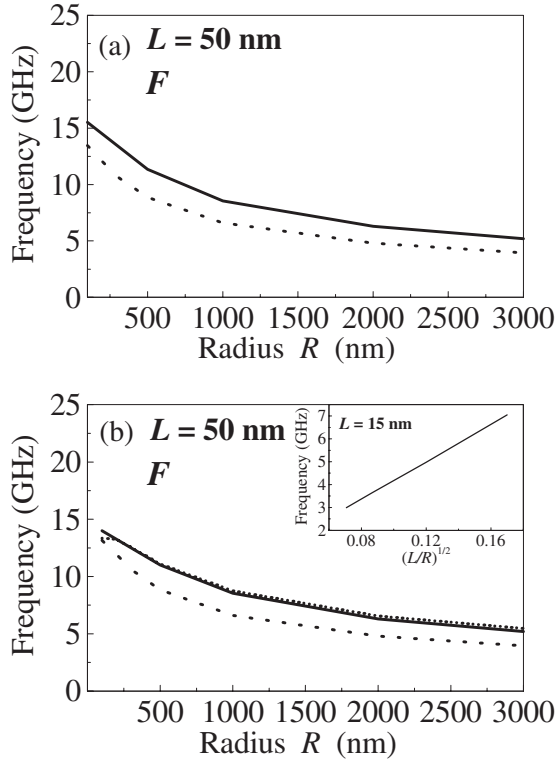 25
(a) L = 50 nm
20
F
15
10
5
0
Frequency (GHz)
500 1000 1500 2000 2500 3000
Radius R (nm)
25
(b) L = 50 nm
20
F
15
10
5
0
Frequency (GHz)
500 1000 1500 2000 2500 3000
Radius R (nm)
7
L = 15 nm
6
5
4
3
2
Frequency (GHz)
0.08 0.12 0.16
(L/R)^1/2